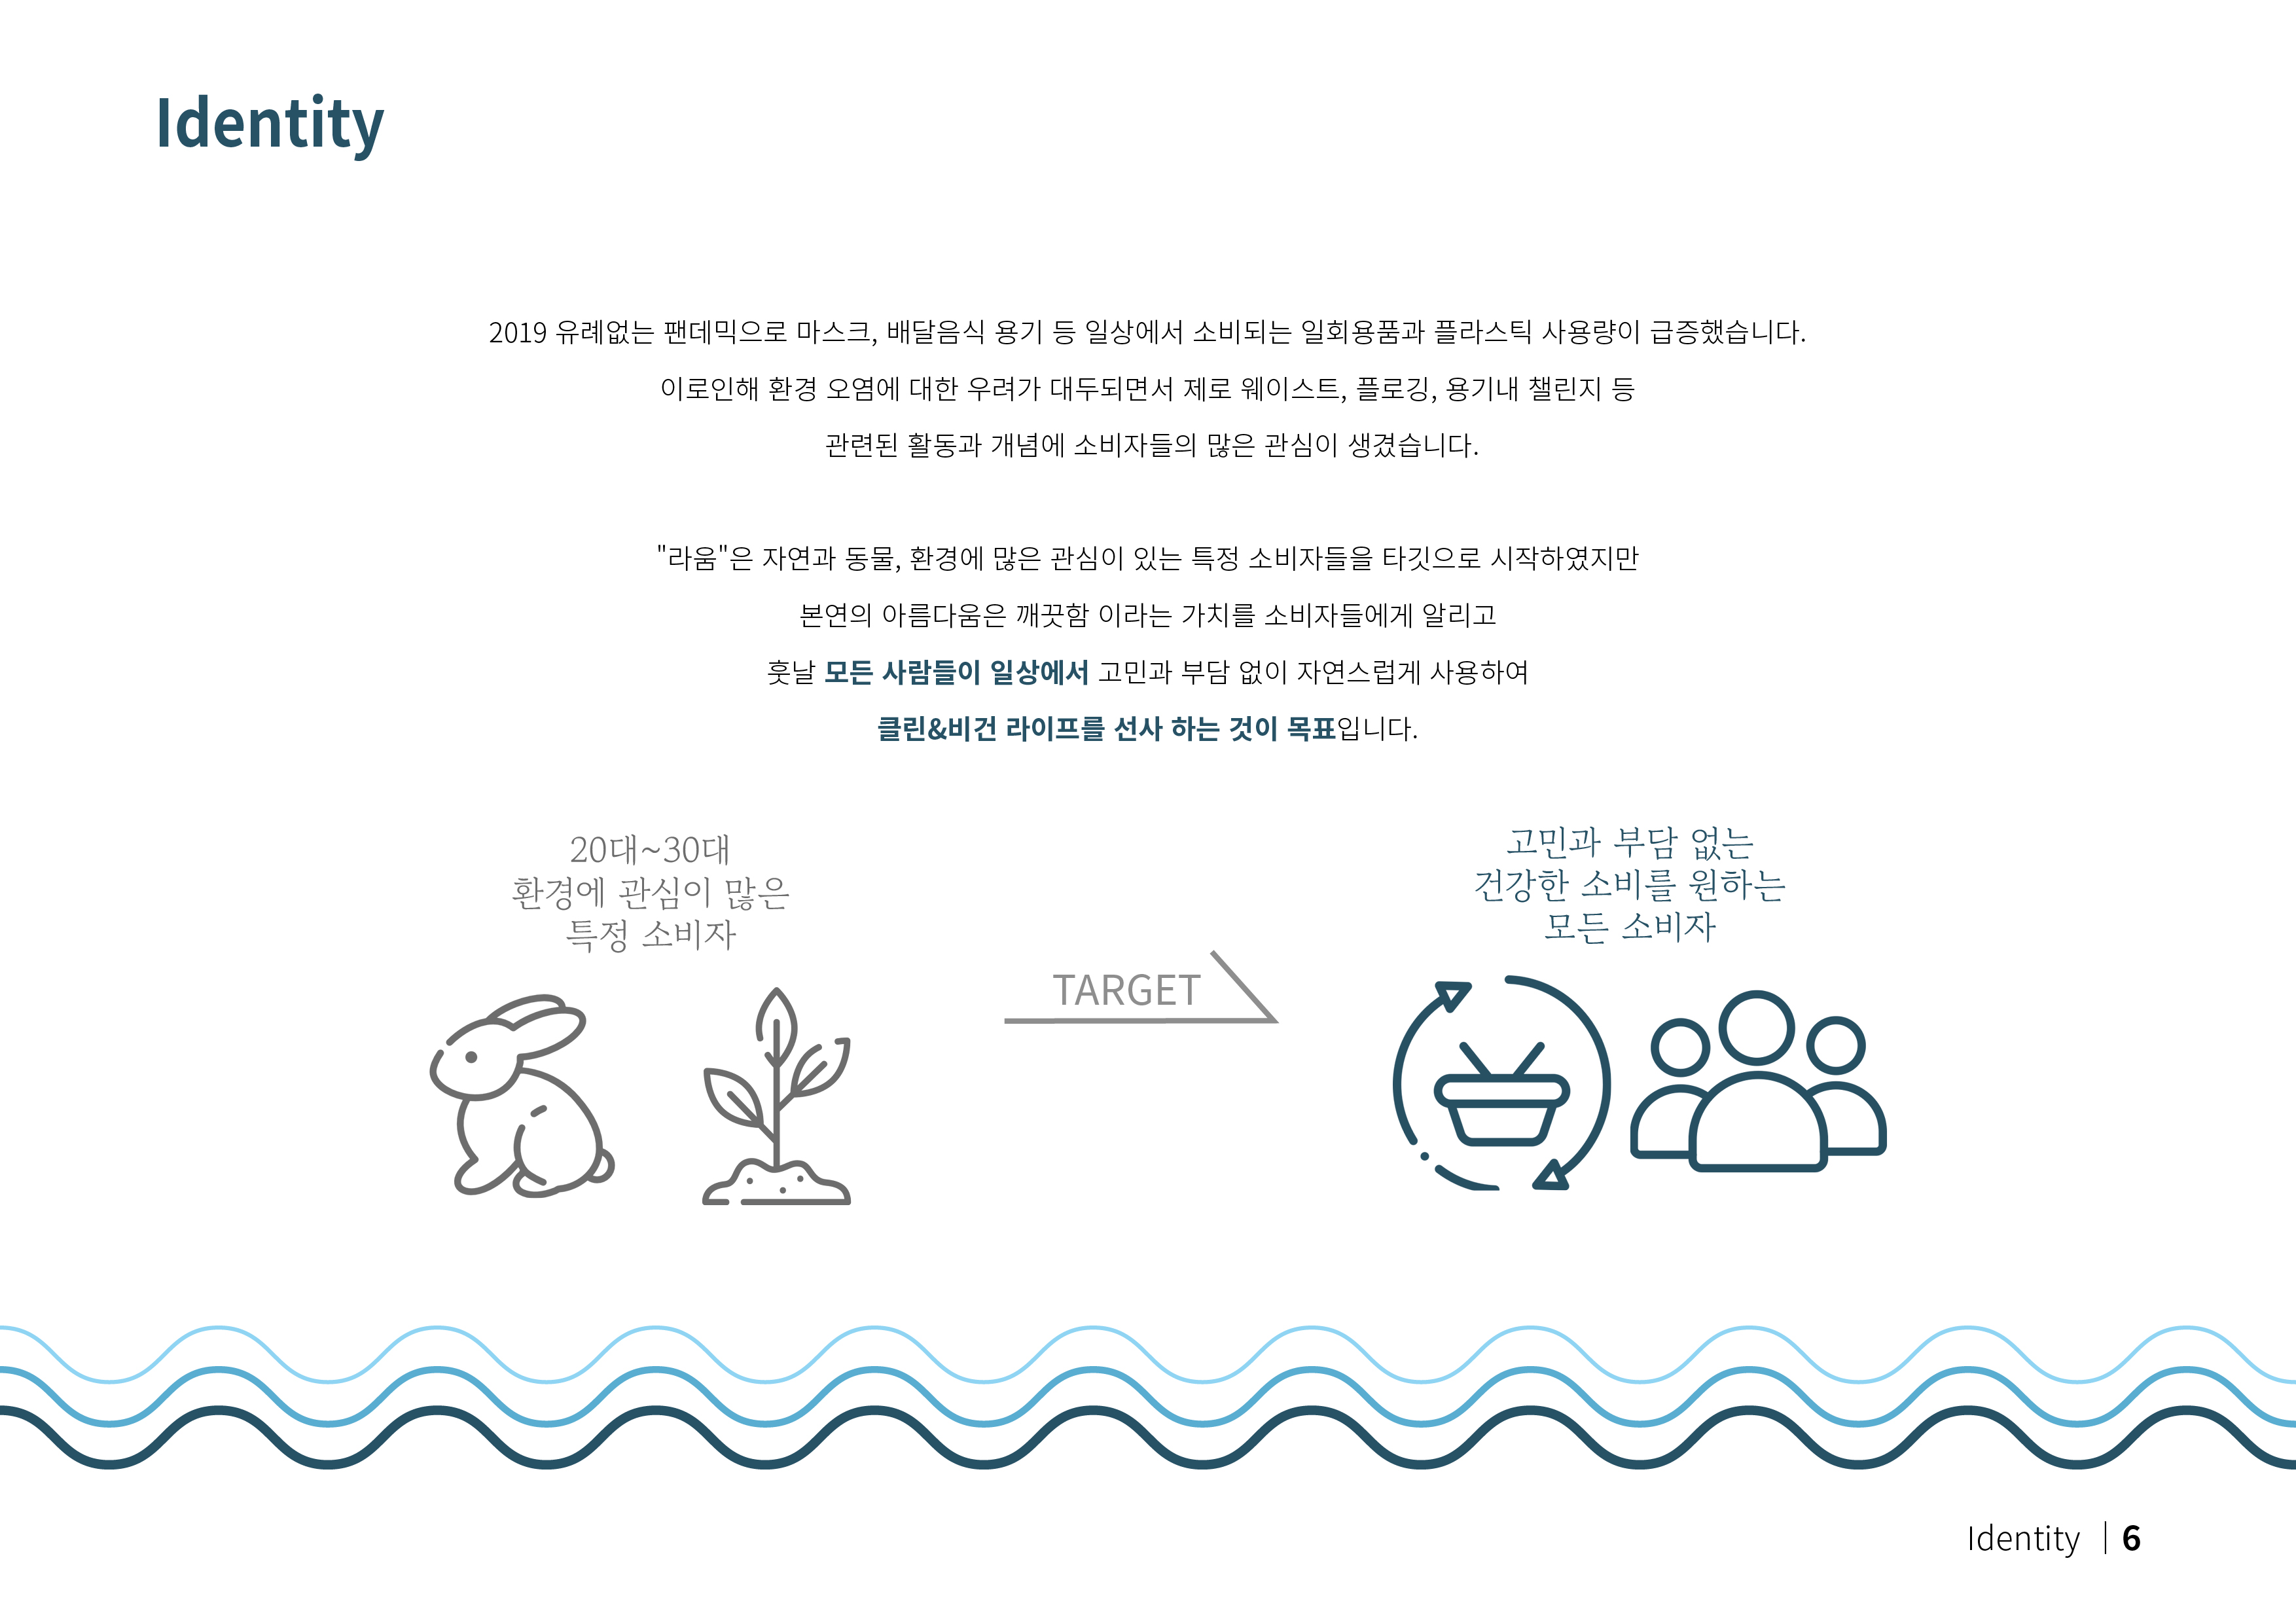 Identity
2019 유례없는 팬데믹으로 마스크, 배달음식 용기 등 일상에서 소비되는 일회용품과 플라스틱 사용량이 급증했습니다.
이로인해 환경 오염에 대한 우려가 대두되면서 제로 웨이스트, 플로깅, 용기내 챌린지 등
관련된 활동과 개념에 소비자들의 많은 관심이 생겼습니다.
"라움"은 자연과 동물, 환경에 많은 관심이 있는 특정 소비자들을 타깃으로 시작하였지만
본연의 아름다움은 깨끗함 이라는 가치를 소비자들에게 알리고
훗날 모든 사람들이 일상에서 고민과 부담 없이 자연스럽게 사용하여
클린&비건 라이프를 선사 하는 것이 목표입니다.
20대~30대
환경에 관심이 많은
특정 소비자
TARGET
고민과 부담 없는
건강한 소비를 원하는
모든 소비자
Identity | 6